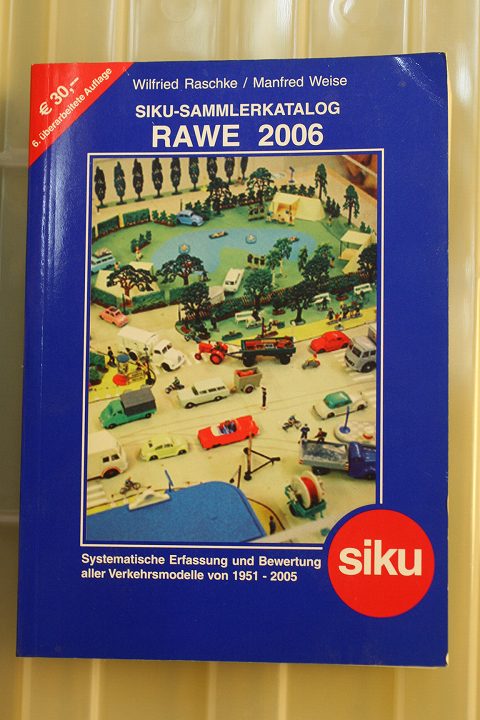 € 30,–
6. überarbeitete Auflage
Wilfried Raschke / Manfred Weise
SIKU-SAMMLERKATALOG
RAWE 2006
Systematische Erfassung und Bewertung
aller Verkehrsmodelle von 1951 - 2005
siku